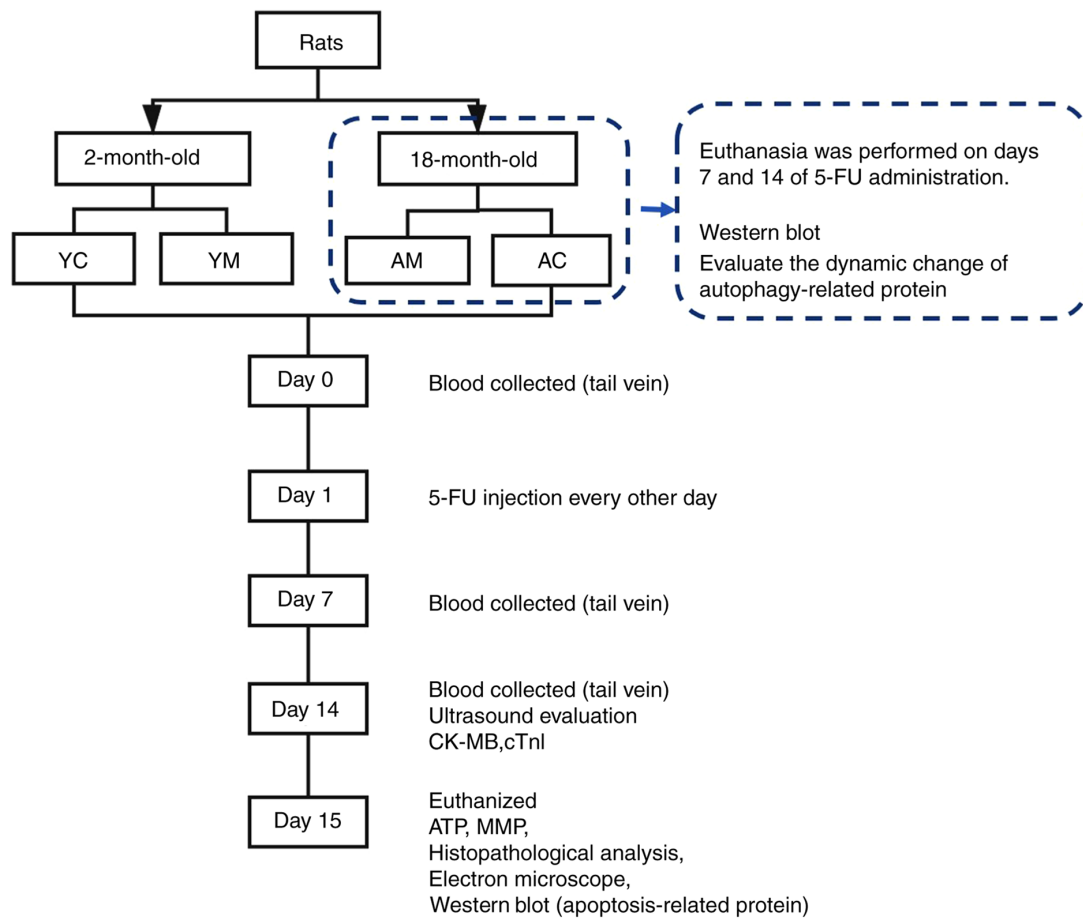 Rats
2-month-old
18-month-old
YC
YM
AM
AC
Euthanasia was performed on days
7 and 14 of 5-FU administration.
Western blot
Evaluate the dynamic change of
autophagy-related protein
Day 0
Blood collected (tail vein)
Day 1
5-FU injection every other day
Day 7
Blood collected (tail vein)
Day 14
Blood collected (tail vein)
Ultrasound evaluation
CK-MB,cTnl
Day 15
Euthanized
ATP, MMP,
Histopathological analysis,
Electron microscope,
Western blot (apoptosis-related protein)